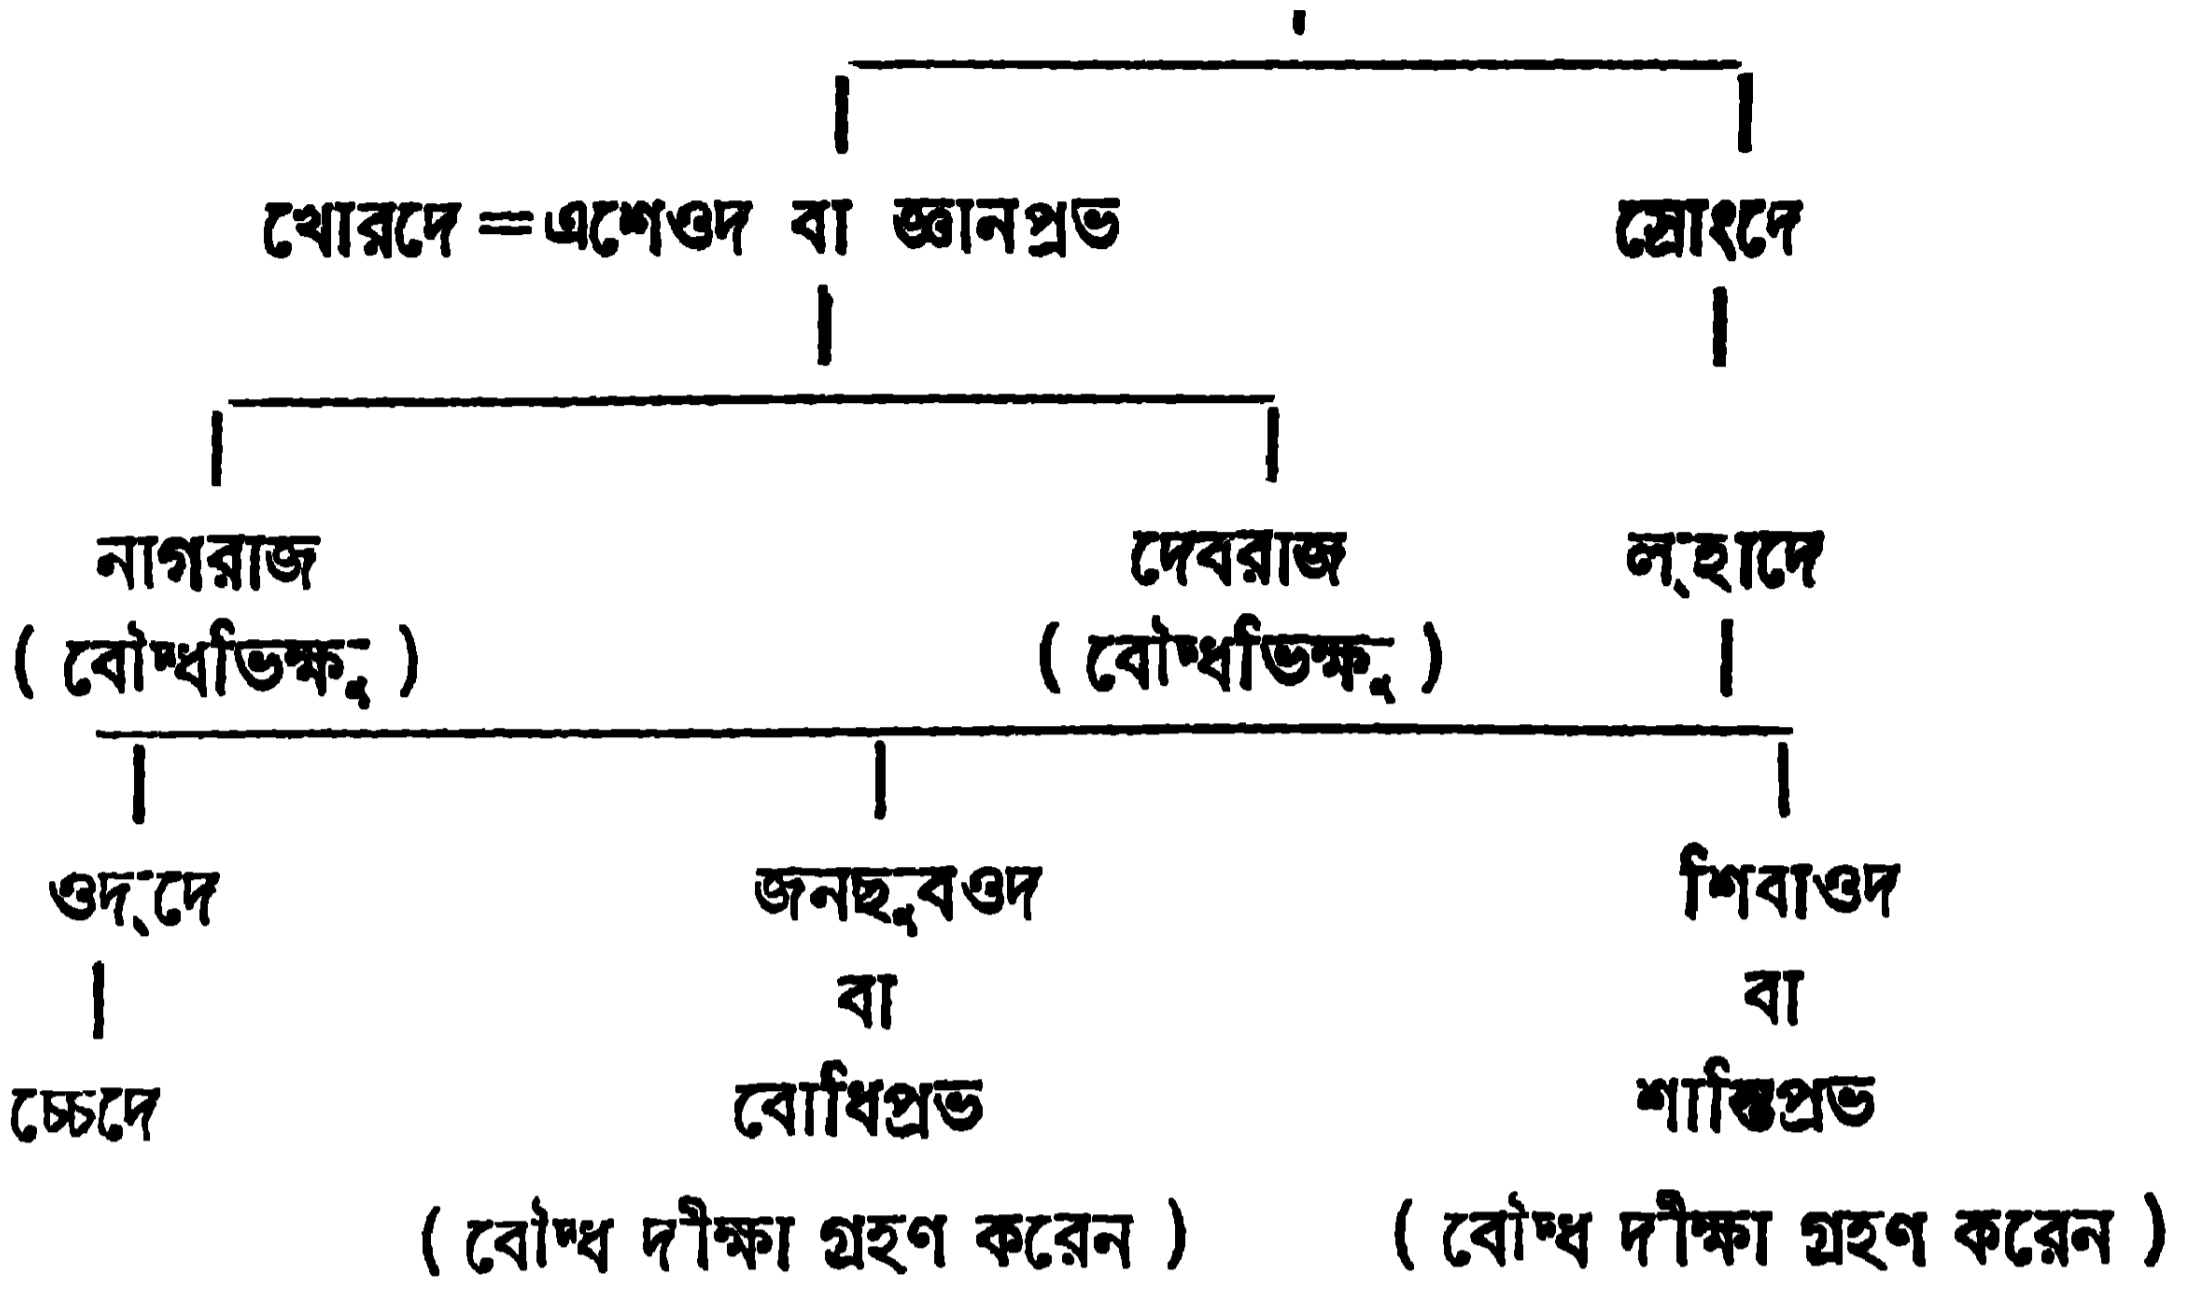 খোরদে = এশেওদ বা জ্ঞানপ্রভ স্রোংদে
নাগরাজ দেবরাজ ল্হাদে
( বৌদ্ধভিক্ষু ) ( বৌদ্ধভিক্ষু )
ওদ্দে জনছুবওদ শিবাওদ
বা বা
চ্চেদে বোধিপ্রভ শান্তিপ্রভ
( বৌদ্ধ দীক্ষা গ্রহণ করেন ) ( বৌদ্ধ দীক্ষা গ্রহণ করেন )